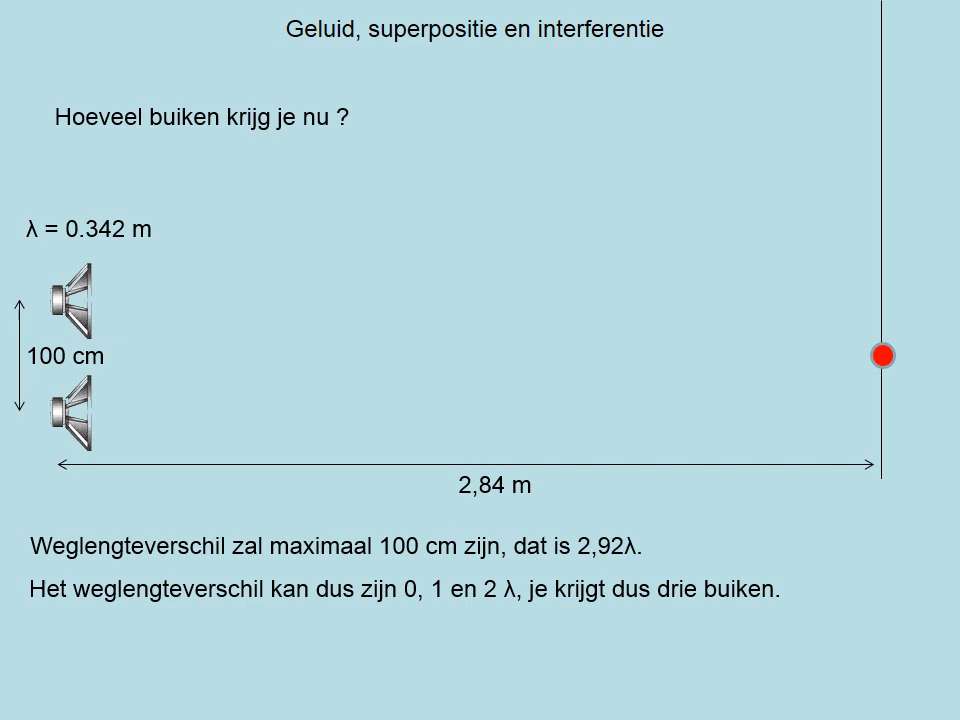 Geluid, superpositie en interferentie
Hoeveel buiken krijg je nu ?
λ = 0.342 m
100 cm
2,84 m
Weglengteverschil zal maximaal 100 cm zijn, dat is 2,92λ.
Het weglengteverschil kan dus zijn 0, 1 en 2 λ, je krijgt dus drie buiken.